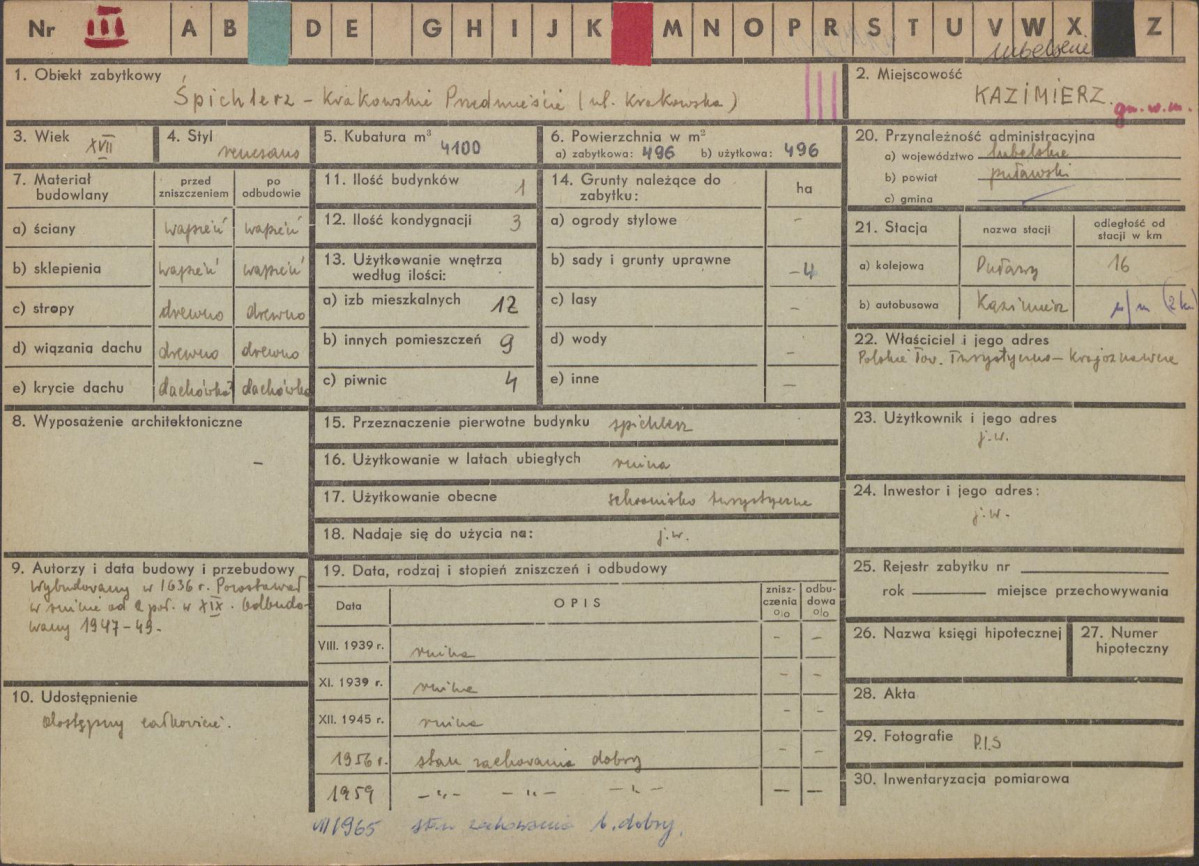 Nr III A B D E G H I J K M N O P R S T U V W X Z
lubelskie
1. Obiekt zabytkowy
Śpichlerz – Krakowskie Przedmieście (ul. Krakowska)
2. Miejscowość
KAZIMIERZ.
gm. w. m.
3. Wiek XVII
4. Styl renesans
5. Kubatura m³ 4100
6. Powierzchnia w m²
a) zabytkowa: 496 b) użytkowa: 496
7. Materiał budowlany
przed zniszczeniem
po odbudowie
a) ściany wapień wapień
b) sklepienia wapień wapień
c) stropy drewno drewno
d) wiązania dachu drewno drewno
e) krycie dachu dachówka? dachówka
8. Wyposażenie architektoniczne
–
9. Autorzy i data budowy i przebudowy
Wybudowany w 1636 r. Pozostawał
w ruinie od 2 poł. w XIX. Odbudo-
wany 1947–49.
10. Udostępnienie
dostępny całkowicie.
11. Ilość budynków 1
12. Ilość kondygnacji 3
13. Użytkowanie wnętrza
według ilości:
a) izb mieszkalnych 12
b) innych pomieszczeń 9
c) piwnic 4
14. Grunty należące do
zabytku:
ha
a) ogrody stylowe –
b) sady i grunty uprawne –4
c) lasy –
d) wody –
e) inne –
15. Przeznaczenie pierwotne budynku spichlerz
16. Użytkowanie w latach ubiegłych ruina
17. Użytkowanie obecne schronisko turystyczne
18. Nadaje się do użycia na: j.w.
19. Data, rodzaj i stopień zniszczeń i odbudowy
Data
OPIS
znisz-
czenia
o/o
odbu-
dowa
o/o
VIII. 1939 r. ruina – –
XI. 1939 r. ruina – –
XII. 1945 r. ruina – –
1956 r. stan zachowania dobry – –
1959 –„– –„– –„– – –
VII 1965 stan zachowania b. dobry.
20. Przynależność administracyjna
a) województwo lubelskie
b) powiat puławski
c) gmina
21. Stacja
nazwa stacji
odległość od
stacji w km
a) kolejowa Puławy 16
b) autobusowa Kazimierz n/m (2 km
22. Właściciel i jego adres
Polskie Tow. Turystyczno–Krajoznawcze
23. Użytkownik i jego adres
j.w.
24. Inwestor i jego adres:
j.w.
25. Rejestr zabytku nr
rok miejsce przechowywania
26. Nazwa księgi hipotecznej
27. Numer
hipoteczny
28. Akta
29. Fotografie P.I.S
30. Inwentaryzacja pomiarowa